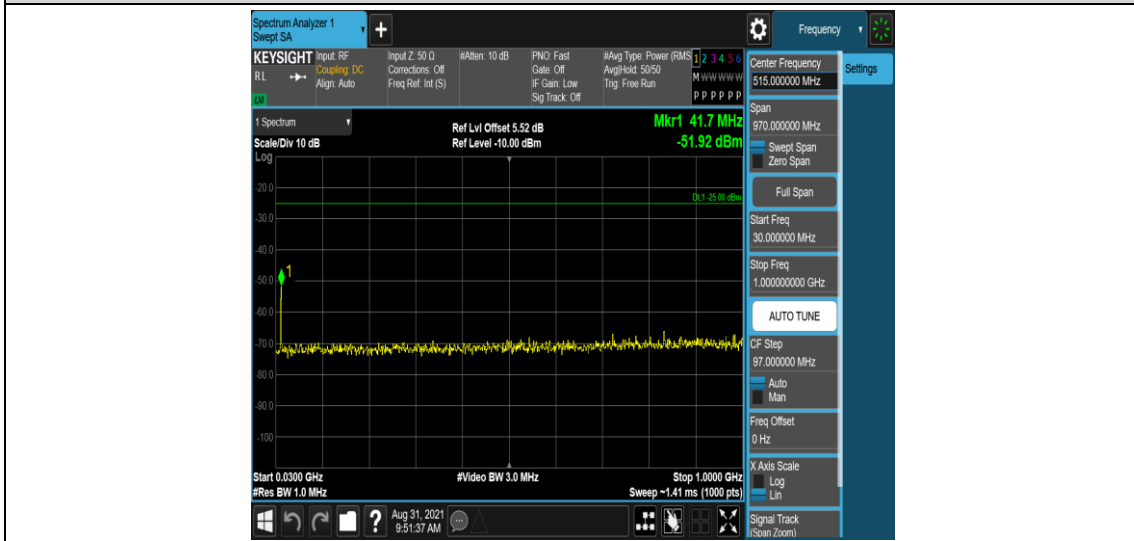 Spectrum Analyzer 1
Swept SA
+
Frequency
KEYSIGHT
RL
LXI
Input: RF
Coupling: DC
Align: Auto
Input Z: 50 Ω
Corrections: Off
Freq Ref: Int (S)
#Atten: 10 dB
PNO: Fast
Gate: Off
IF Gain: Low
Sig Track: Off
#Avg Type: Power (RMS
Avg|Hold: 50/50
Trig: Free Run
1 2 3 4 5 6
M W W W W W
P P P P P P
1 Spectrum
Scale/Div 10 dB
Ref Lvl Offset 5.52 dB
Ref Level -10.00 dBm
Mkr1 41.7 MHz
-51.92 dBm
Log
-20.0
DL1 -25.00 dBm
-30.0
-40.0
1
-50.0
-60.0
-70.0
-80.0
-90.0
-100
Start 0.0300 GHz
#Res BW 1.0 MHz
#Video BW 3.0 MHz
Stop 1.0000 GHz
Sweep ~1.41 ms (1000 pts)
Center Frequency
515.000000 MHz
Settings
Span
970.000000 MHz
Swept Span
Zero Span
Full Span
Start Freq
30.000000 MHz
Stop Freq
1.000000000 GHz
AUTO TUNE
CF Step
97.000000 MHz
Auto
Man
Freq Offset
0 Hz
X Axis Scale
Log
Lin
Signal Track
(Span Zoom)
?
Aug 31, 2021
9:51:37 AM